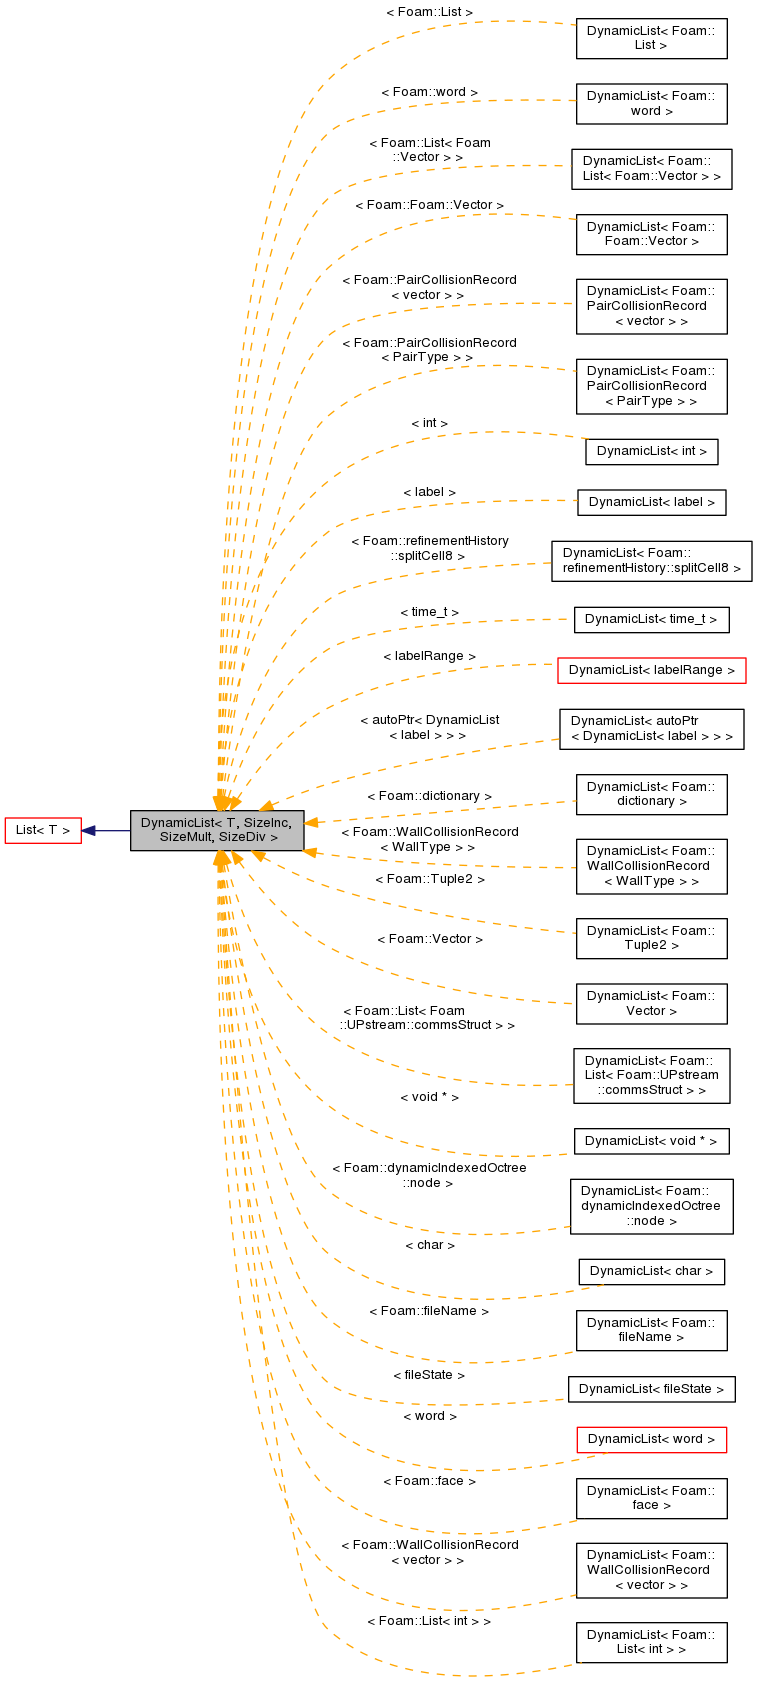 < Foam::List >
DynamicList< Foam::
List >
< Foam::word >
DynamicList< Foam::
word >
< Foam::List< Foam
::Vector > >
DynamicList< Foam::
List< Foam::Vector > >
< Foam::Foam::Vector >
DynamicList< Foam::
Foam::Vector >
< Foam::PairCollisionRecord
< vector > >
DynamicList< Foam::
PairCollisionRecord
< vector > >
< Foam::PairCollisionRecord
< PairType > >
DynamicList< Foam::
PairCollisionRecord
< PairType > >
< int >
DynamicList< int >
< label >
DynamicList< label >
< Foam::refinementHistory
::splitCell8 >
DynamicList< Foam::
refinementHistory::splitCell8 >
< time_t >
DynamicList< time_t >
< labelRange >
DynamicList< labelRange >
< autoPtr< DynamicList
< label > > >
DynamicList< autoPtr
< DynamicList< label > > >
< Foam::dictionary >
DynamicList< Foam::
dictionary >
List< T >
DynamicList< T, SizeInc,
SizeMult, SizeDiv >
< Foam::WallCollisionRecord
< WallType > >
DynamicList< Foam::
WallCollisionRecord
< WallType > >
< Foam::Tuple2 >
DynamicList< Foam::
Tuple2 >
< Foam::Vector >
DynamicList< Foam::
Vector >
< Foam::List< Foam
::UPstream::commsStruct > >
DynamicList< Foam::
List< Foam::UPstream
::commsStruct > >
< void * >
DynamicList< void * >
< Foam::dynamicIndexedOctree
::node >
DynamicList< Foam::
dynamicIndexedOctree
::node >
< char >
DynamicList< char >
< Foam::fileName >
DynamicList< Foam::
fileName >
< fileState >
DynamicList< fileState >
< word >
DynamicList< word >
< Foam::face >
DynamicList< Foam::
face >
< Foam::WallCollisionRecord
< vector > >
DynamicList< Foam::
WallCollisionRecord
< vector > >
< Foam::List< int > >
DynamicList< Foam::
List< int > >